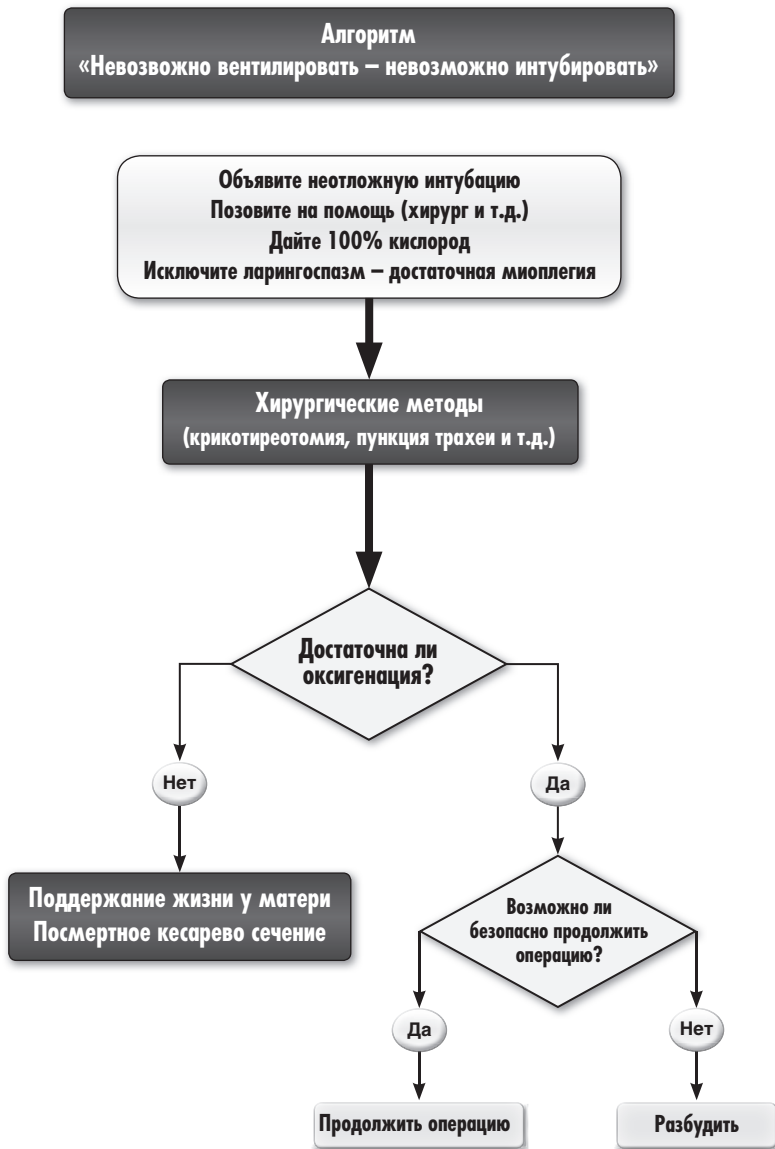 Алгоритм
«Невозвожно вентилировать – невозможно интубировать»
Объявите неотложную интубацию
Позовите на помощь (хирург и т.д.)
Дайте 100% кислород
Исключите ларингоспазм – достаточная миоплегия
Хирургические методы
(крикотиреотомия, пункция трахеи и т.д.)
Достаточна ли
оксигенация?
Нет
Да
Поддержание жизни у матери
Посмертное кесарево сечение
Возможно ли
безопасно продолжить
операцию?
Да
Нет
Продолжить операцию
Разбудить